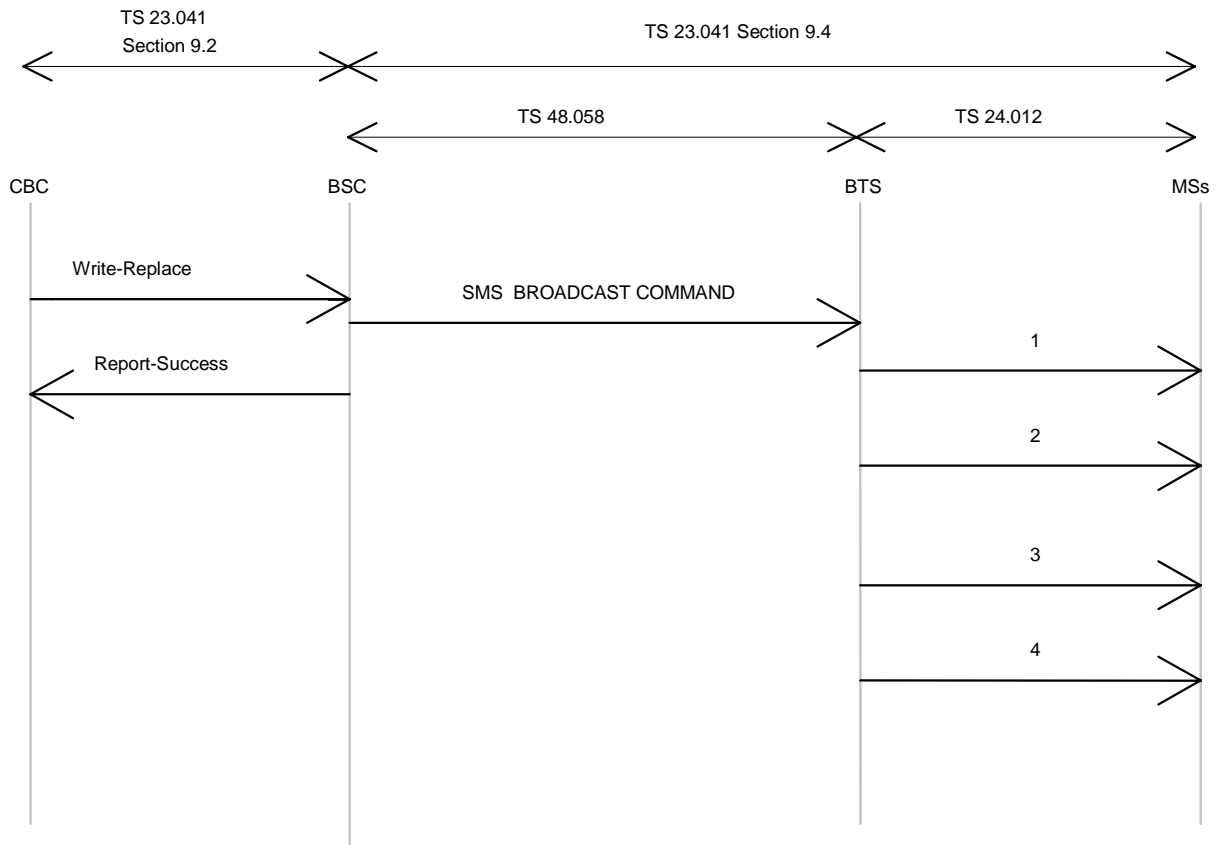 TS 23.041
Section 9.2
TS 23.041 Section 9.4
TS 48.058
TS 24.012
CBC
BSC
BTS
MSs
Write-Replace
SMS BROADCAST COMMAND
1
Report-Success
2
3
4